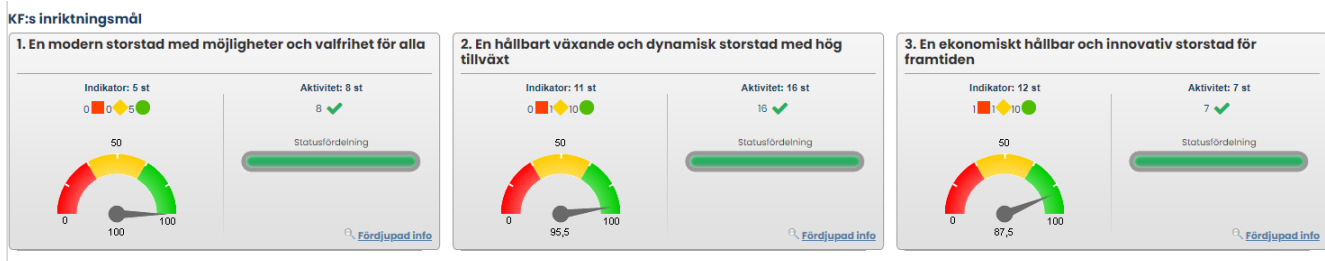 KF:s inriktningsmål
1. En modern storstad med möjligheter och valfrihet för alla
Indikator: 5 st
Aktivitet: 8 st
0 0 5
8
Statusfördelning
50
0
100
100
Fördjupad info
2. En hållbart växande och dynamisk storstad med hög
tillväxt
Indikator: 11 st
Aktivitet: 16 st
0 1 10
16
Statusfördelning
50
0
100
95,5
Fördjupad info
3. En ekonomiskt hållbar och innovativ storstad för
framtiden
Indikator: 12 st
Aktivitet: 7 st
1 1 10
7
Statusfördelning
50
0
100
87,5
Fördjupad info